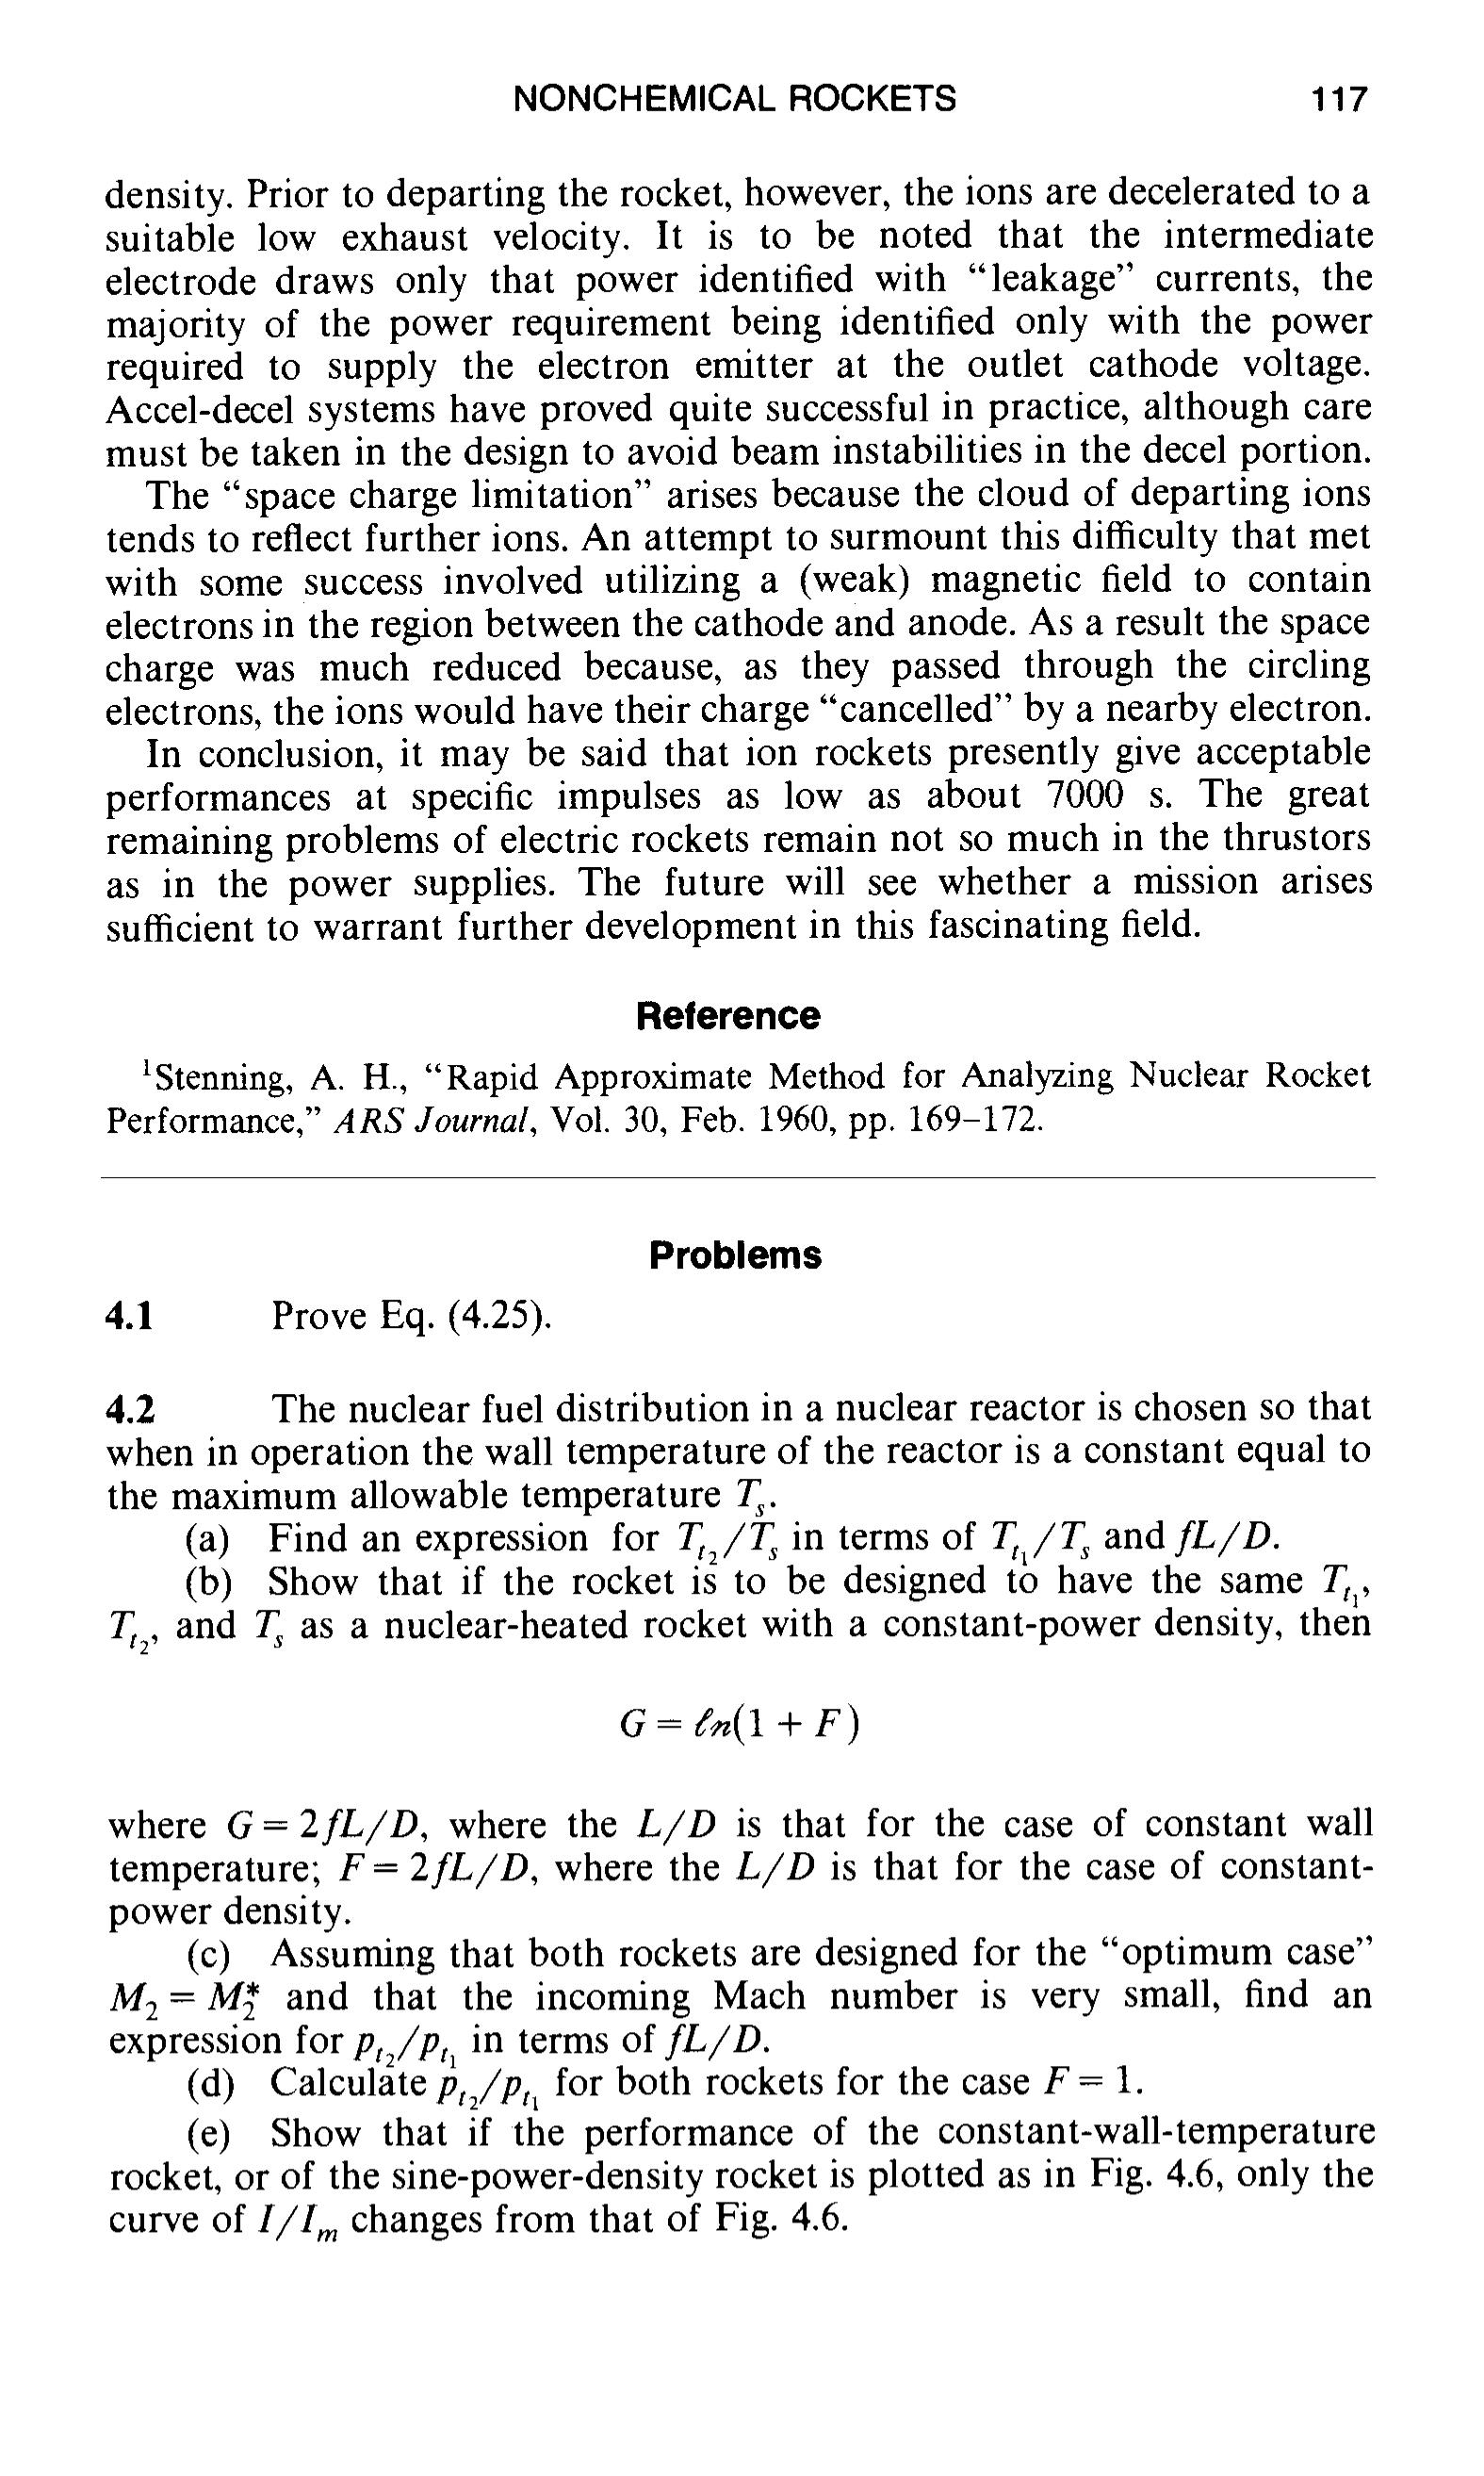 NONCHEMICAL ROCKETS 117
density. Prior to departing the rocket, however, the ions are decelerated to a
suitable low exhaust velocity. It is to be noted that the intermediate
electrode draws only that power identified with “leakage” currents, the
majority of the power requirement being identified only with the power
required to supply the electron emitter at the outlet cathode voltage.
Accel-decel systems have proved quite successful in practice, although care
must be taken in the design to avoid beam instabilities in the decel portion.
The “space charge limitation” arises because the cloud of departing ions
tends to reflect further ions. An attempt to surmount this difficulty that met
with some success involved utilizing a (weak) magnetic field to contain
electrons in the region between the cathode and anode. As a result the space
charge was much reduced because, as they passed through the circling
electrons, the ions would have their charge “cancelled” by a nearby electron.
In conclusion, it may be said that ion rockets presently give acceptable
performances at specific impulses as low as about 7000 s. The great
remaining problems of electric rockets remain not so much in the thrustors
as in the power supplies. The future will see whether a mission arises
sufficient to warrant further development in this fascinating field.
Reference
¹Stenning, A. H., “Rapid Approximate Method for Analyzing Nuclear Rocket
Performance,” ARS Journal, Vol. 30, Feb. 1960, pp. 169–172.
Problems
4.1 Prove Eq. (4.25).
4.2 The nuclear fuel distribution in a nuclear reactor is chosen so that
when in operation the wall temperature of the reactor is a constant equal to
the maximum allowable temperature T_s.
(a) Find an expression for T_{t_2}/T_s in terms of T_{t_1}/T_s and fL/D.
(b) Show that if the rocket is to be designed to have the same T_{t_1},
T_{t_2}, and T_s as a nuclear-heated rocket with a constant-power density, then
G = ℓn(1 + F)
where G = 2fL/D, where the L/D is that for the case of constant wall
temperature; F = 2fL/D, where the L/D is that for the case of constant-
power density.
(c) Assuming that both rockets are designed for the “optimum case”
M_2 = M_2^* and that the incoming Mach number is very small, find an
expression for p_{t_2}/p_{t_1} in terms of fL/D.
(d) Calculate p_{t_2}/p_{t_1} for both rockets for the case F = 1.
(e) Show that if the performance of the constant-wall-temperature
rocket, or of the sine-power-density rocket is plotted as in Fig. 4.6, only the
curve of I/I_m changes from that of Fig. 4.6.